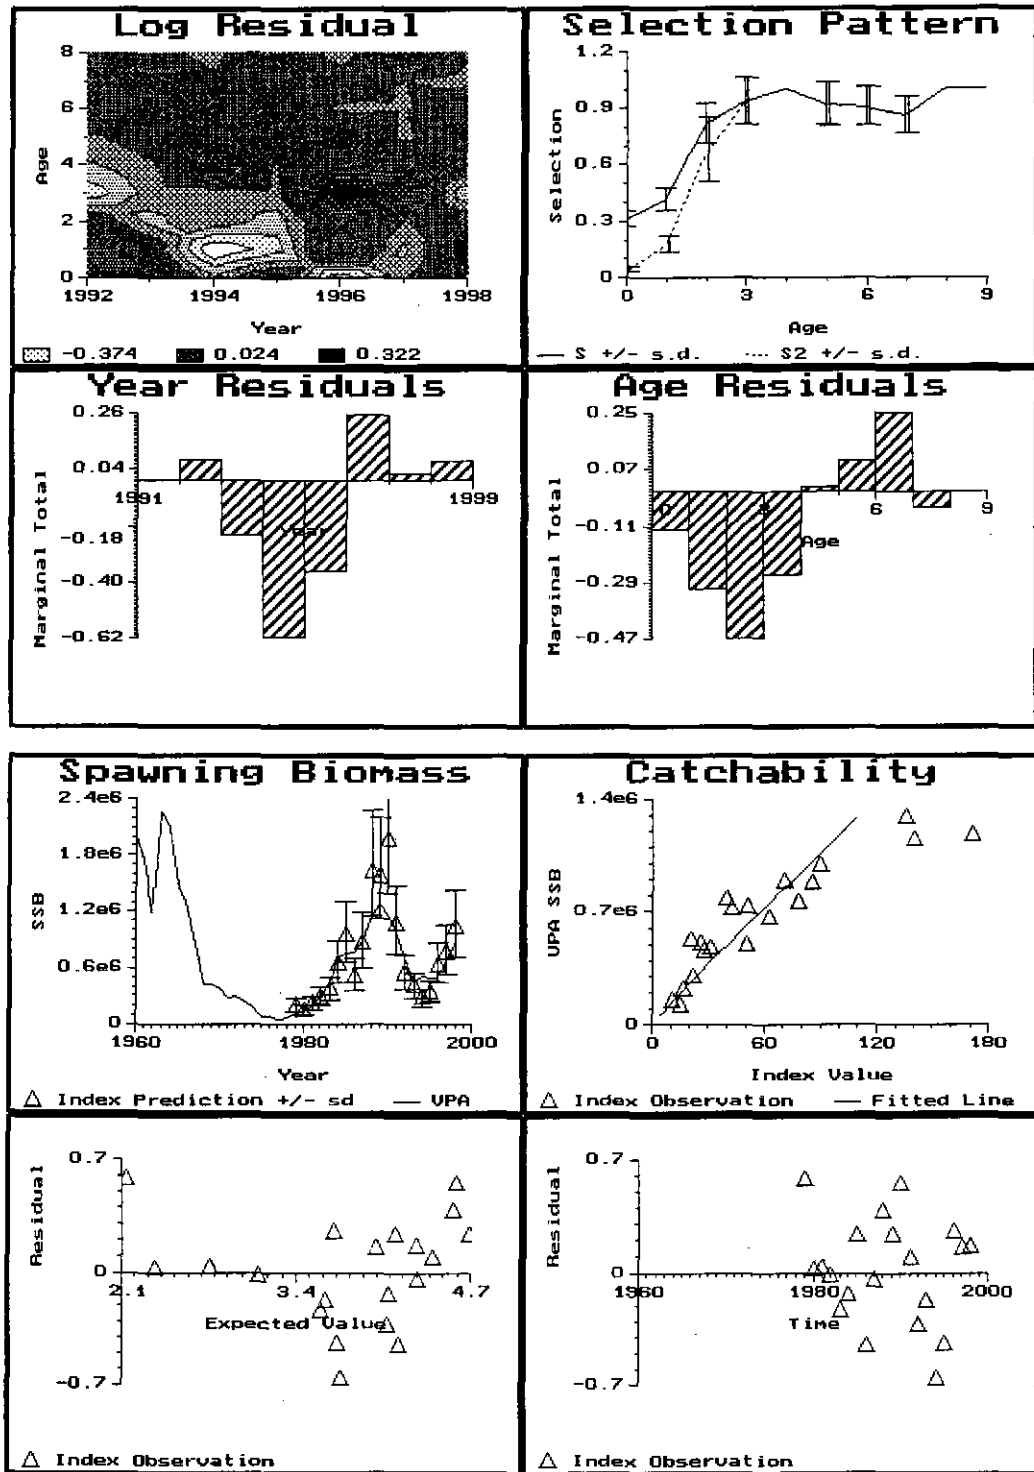 Log Residual
8
6
4
2
0
Age
1992 1994 1996 1998
Year
-0.374 0.024 0.322
Selection Pattern
1.2
0.9
0.6
0.3
0
Selection
0 3 6 9
Age
S +/- s.d. S2 +/- s.d.
Year Residuals
0.26
0.04
-0.18
-0.40
-0.62
Marginal Total
1991 1999
Year
Age Residuals
0.25
0.07
-0.11
-0.29
-0.47
Marginal Total
0 3 6 9
Age
Spawning Biomass
2.4e6
1.8e6
1.2e6
0.6e6
0
SSB
1960 1980 2000
Year
Index Prediction +/- sd VPA
Catchability
1.4e6
0.7e6
0
VPA SSB
0 60 120 180
Index Value
Index Observation Fitted Line
0.7
0
-0.7
Residual
2.1 3.4 4.7
Expected Value
Index Observation
0.7
0
-0.7
Residual
1960 1980 2000
Time
Index Observation